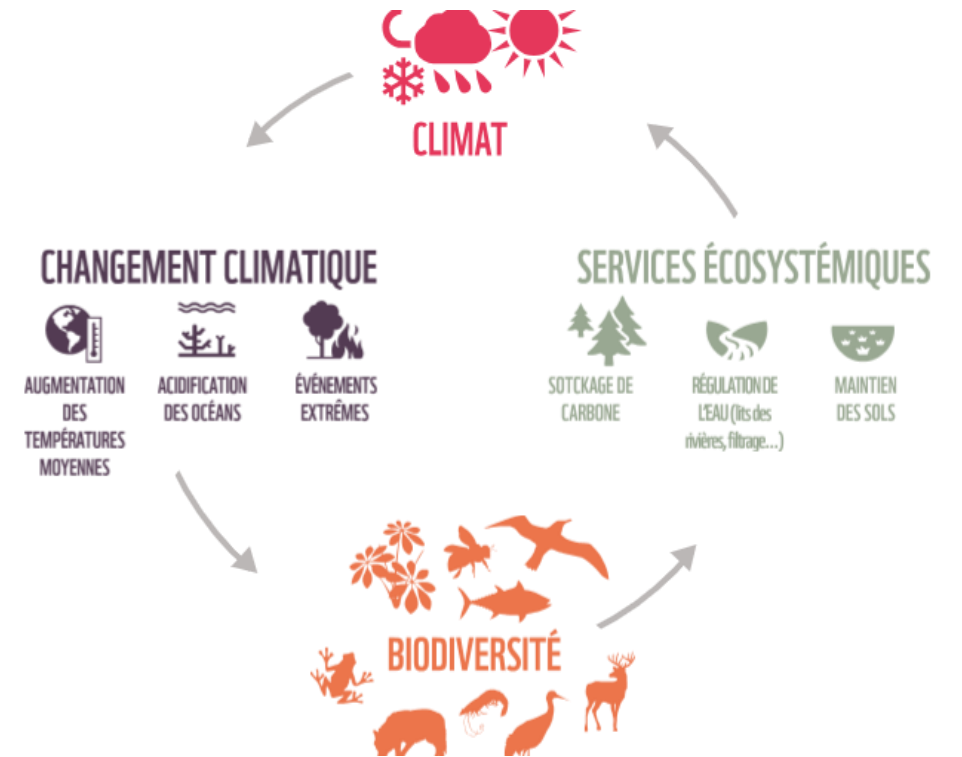 CLIMAT
CHANGEMENT CLIMATIQUE
AUGMENTATION
DES
TEMPÉRATURES
MOYENNES
ACIDIFICATION
DES OCÉANS
ÉVÉNEMENTS
EXTRÊMES
SERVICES ÉCOSYSTÉMIQUES
SOTCKAGE DE
CARBONE
RÉGULATION DE
L'EAU (lits des
rivières, filtrage...)
MAINTIEN
DES SOLS
BIODIVERSITÉ